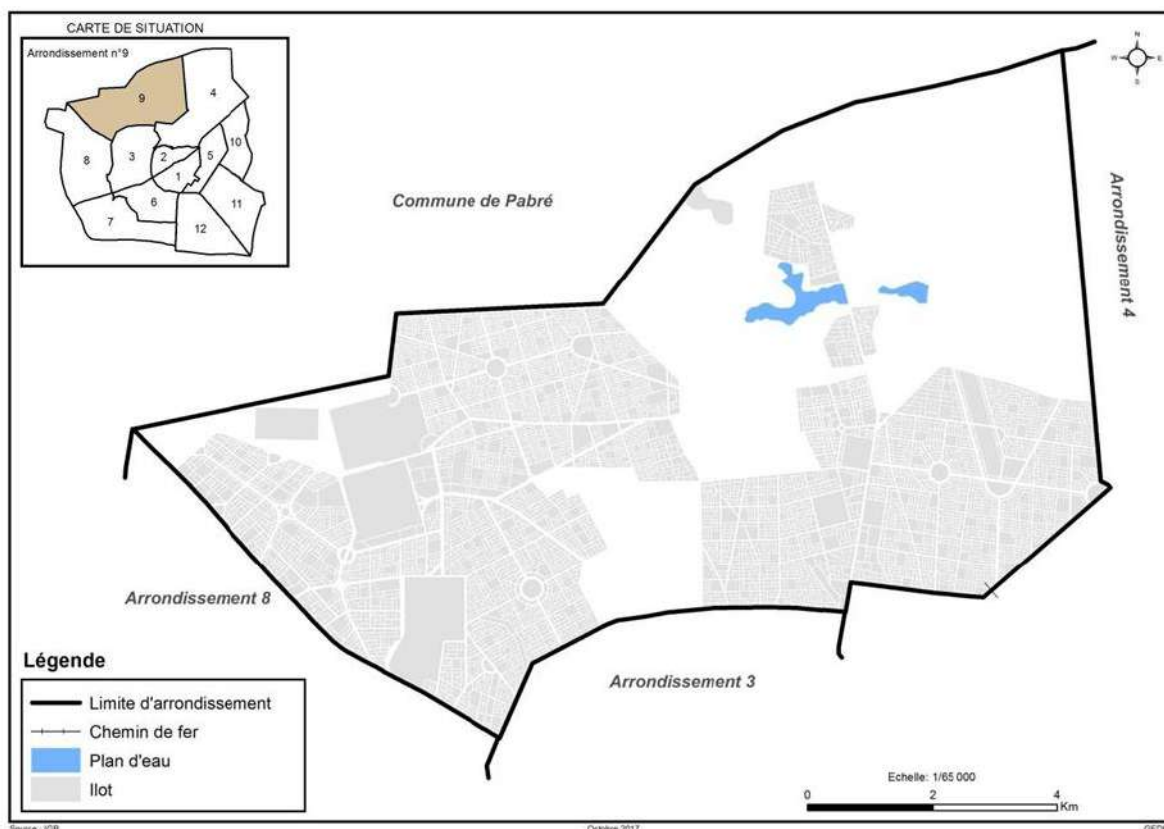 CARTE DE SITUATION
Arrondissement n°9
9
4
10
8
3
2
5
1
6
11
7
12
N
W
E
S
Commune de Pabré
Arrondissement 4
Arrondissement 8
Arrondissement 3
Légende
Limite d'arrondissement
Chemin de fer
Plan d'eau
Ilot
Echelle: 1/65 000
0
2
4
Km
Octobre 2017